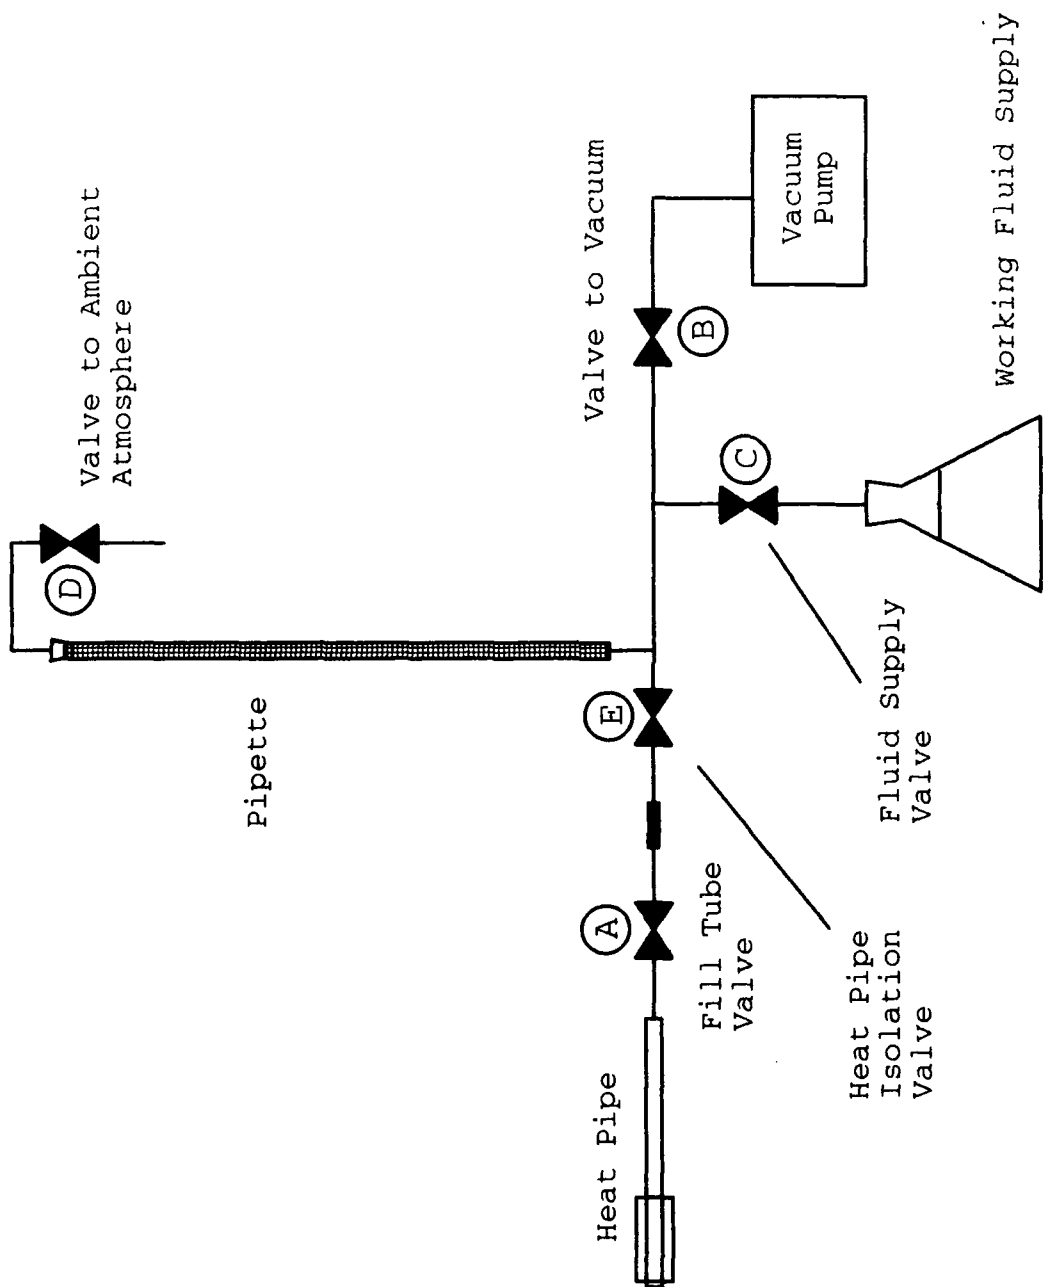 Valve to Ambient
Atmosphere
D
Pipette
Valve to Vacuum
B
Vacuum
Pump
E
C
A
Heat Pipe
Fill Tube
Valve
Heat Pipe
Isolation
Valve
Fluid Supply
Valve
Working Fluid Supply